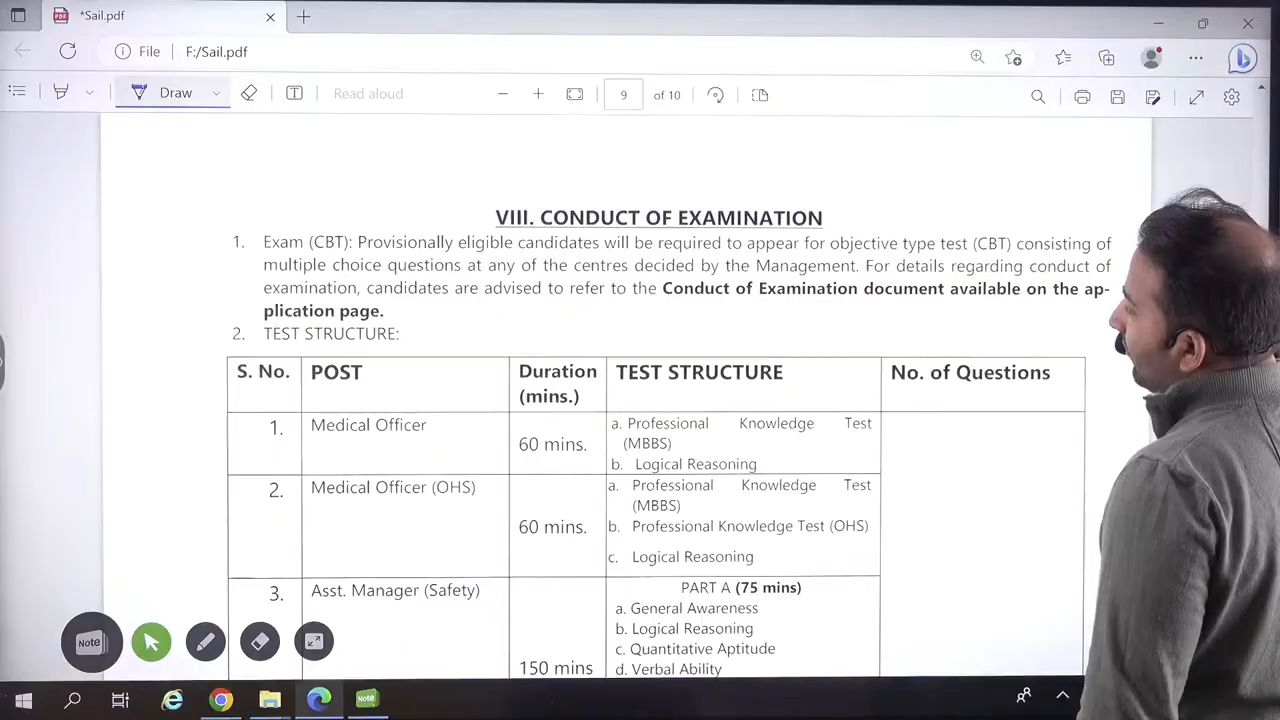 *Sail.pdf
File F:/Sail.pdf
Draw
Read aloud
9 of 10
VIII. CONDUCT OF EXAMINATION
1. Exam (CBT): Provisionally eligible candidates will be required to appear for objective type test (CBT) consisting of
multiple choice questions at any of the centres decided by the Management. For details regarding conduct of
examination, candidates are advised to refer to the Conduct of Examination document available on the ap-
plication page.
2. TEST STRUCTURE:
S. No. POST Duration (mins.) TEST STRUCTURE No. of Questions
1. Medical Officer 60 mins.
a. Professional Knowledge Test
(MBBS)
b. Logical Reasoning
2. Medical Officer (OHS) 60 mins.
a. Professional Knowledge Test
(MBBS)
b. Professional Knowledge Test (OHS)
c. Logical Reasoning
3. Asst. Manager (Safety) 150 mins
PART A (75 mins)
a. General Awareness
b. Logical Reasoning
c. Quantitative Aptitude
d. Verbal Ability
Note
Note